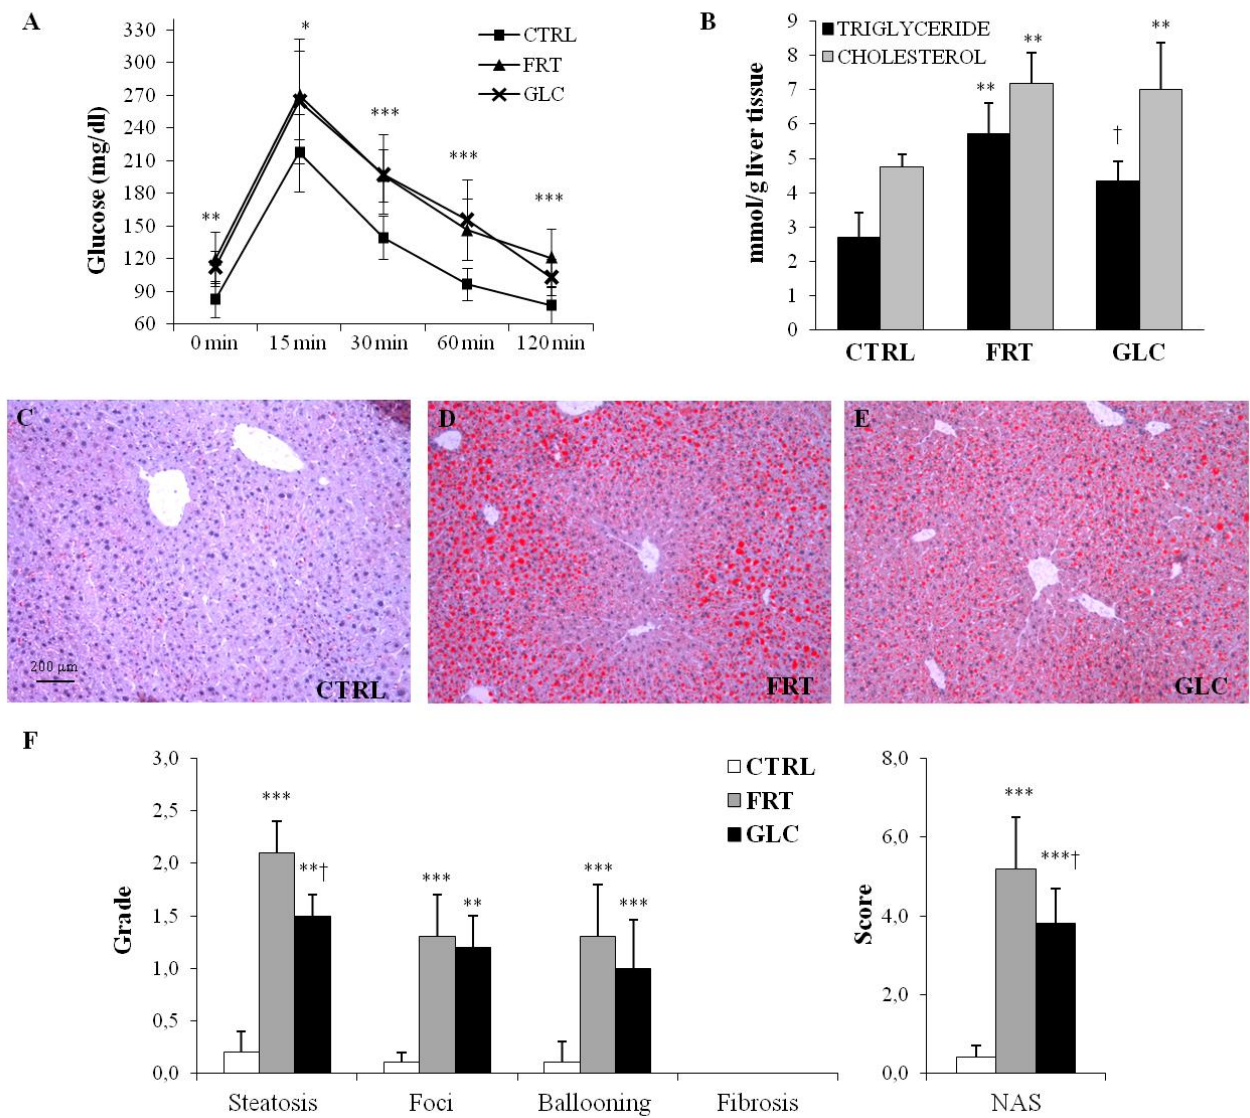 A
Glucose (mg/dl)
330
300
270
240
210
180
150
120
90
60
*
**
***
***
***
CTRL
FRT
GLC
0 min 15 min 30 min 60 min 120 min
B
mmol/g liver tissue
9
8
7
6
5
4
3
2
1
0
TRIGLYCERIDE
CHOLESTEROL
**
**
†
**
CTRL FRT GLC
C
200 µm
CTRL
D
FRT
E
GLC
F
Grade
3,0
2,5
2,0
1,5
1,0
0,5
0,0
***
**†
***
**
***
***
CTRL
FRT
GLC
Steatosis Foci Ballooning Fibrosis
Score
8,0
6,0
4,0
2,0
0,0
***
***†
NAS